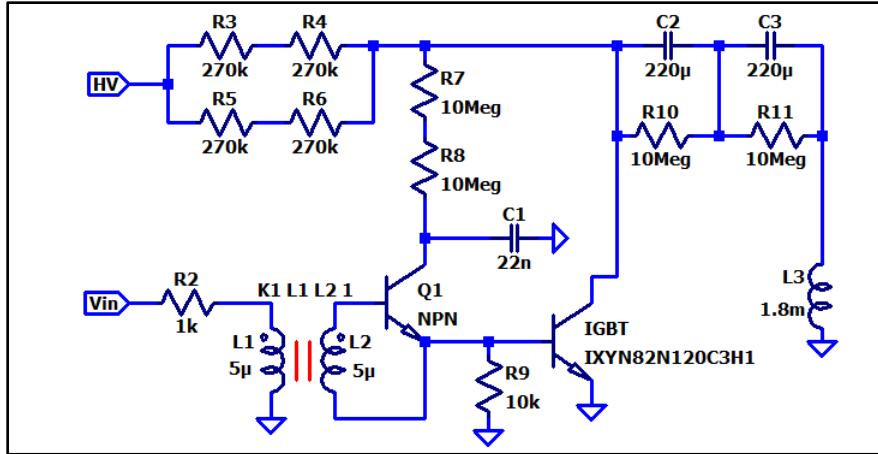 R3 R4 C2 C3
270k 270k 220µ 220µ
HV
R7
10Meg
R5 R6
270k 270k
R10 R11
10Meg 10Meg
R8
10Meg
C1
22n
Vin
R2
1k
K1 L1 L2 1
Q1
NPN
L3
1.8m
L1 L2
5µ 5µ
IGBT
IXYN82N120C3H1
R9
10k